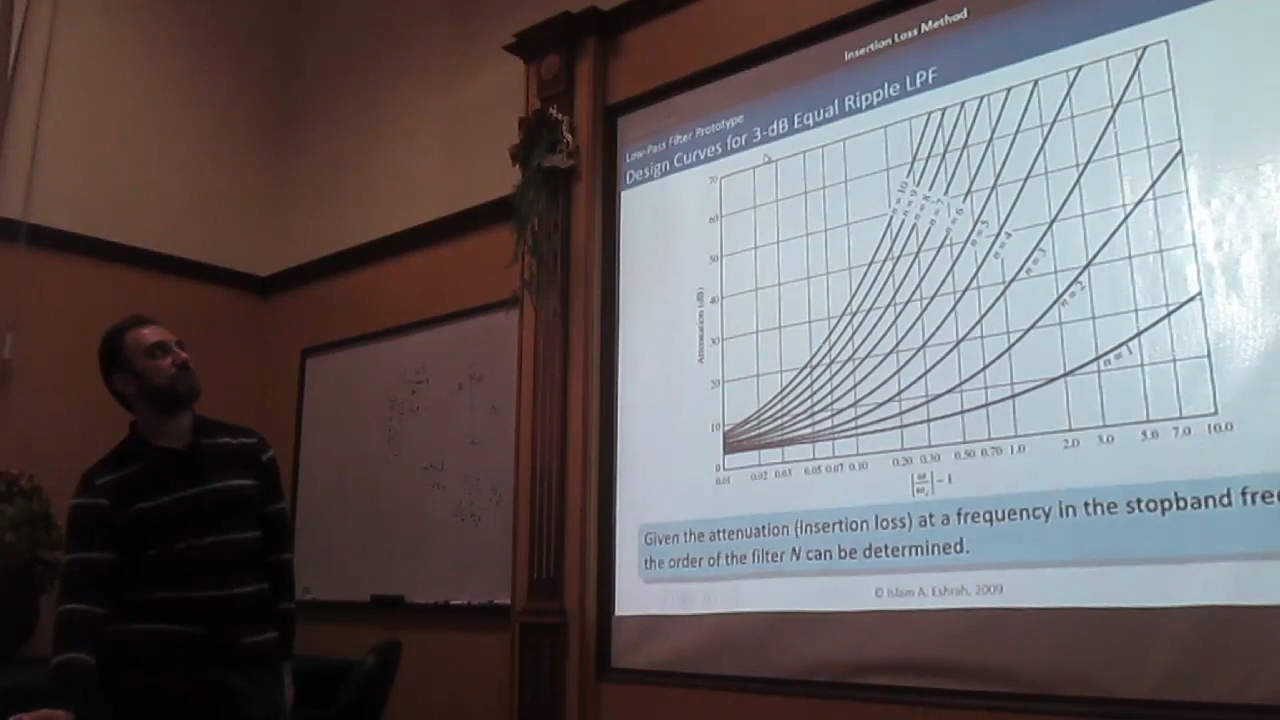 Insertion Loss Method
Low-Pass Filter Prototype
Design Curves for 3-dB Equal Ripple LPF
70
60
50
40
30
20
10
0
Attenuation (dB)
n = 10
n = 9
n = 8
n = 7
n = 6
n = 5
n = 4
n = 3
n = 2
n = 1
0.01 0.02 0.03 0.05 0.07 0.10 0.20 0.30 0.50 0.70 1.0 2.0 3.0 5.0 7.0 10.0
|ω/ωc| − 1
Given the attenuation (insertion loss) at a frequency in the stopband fre
the order of the filter N can be determined.
© Islam A. Eshrah, 2009